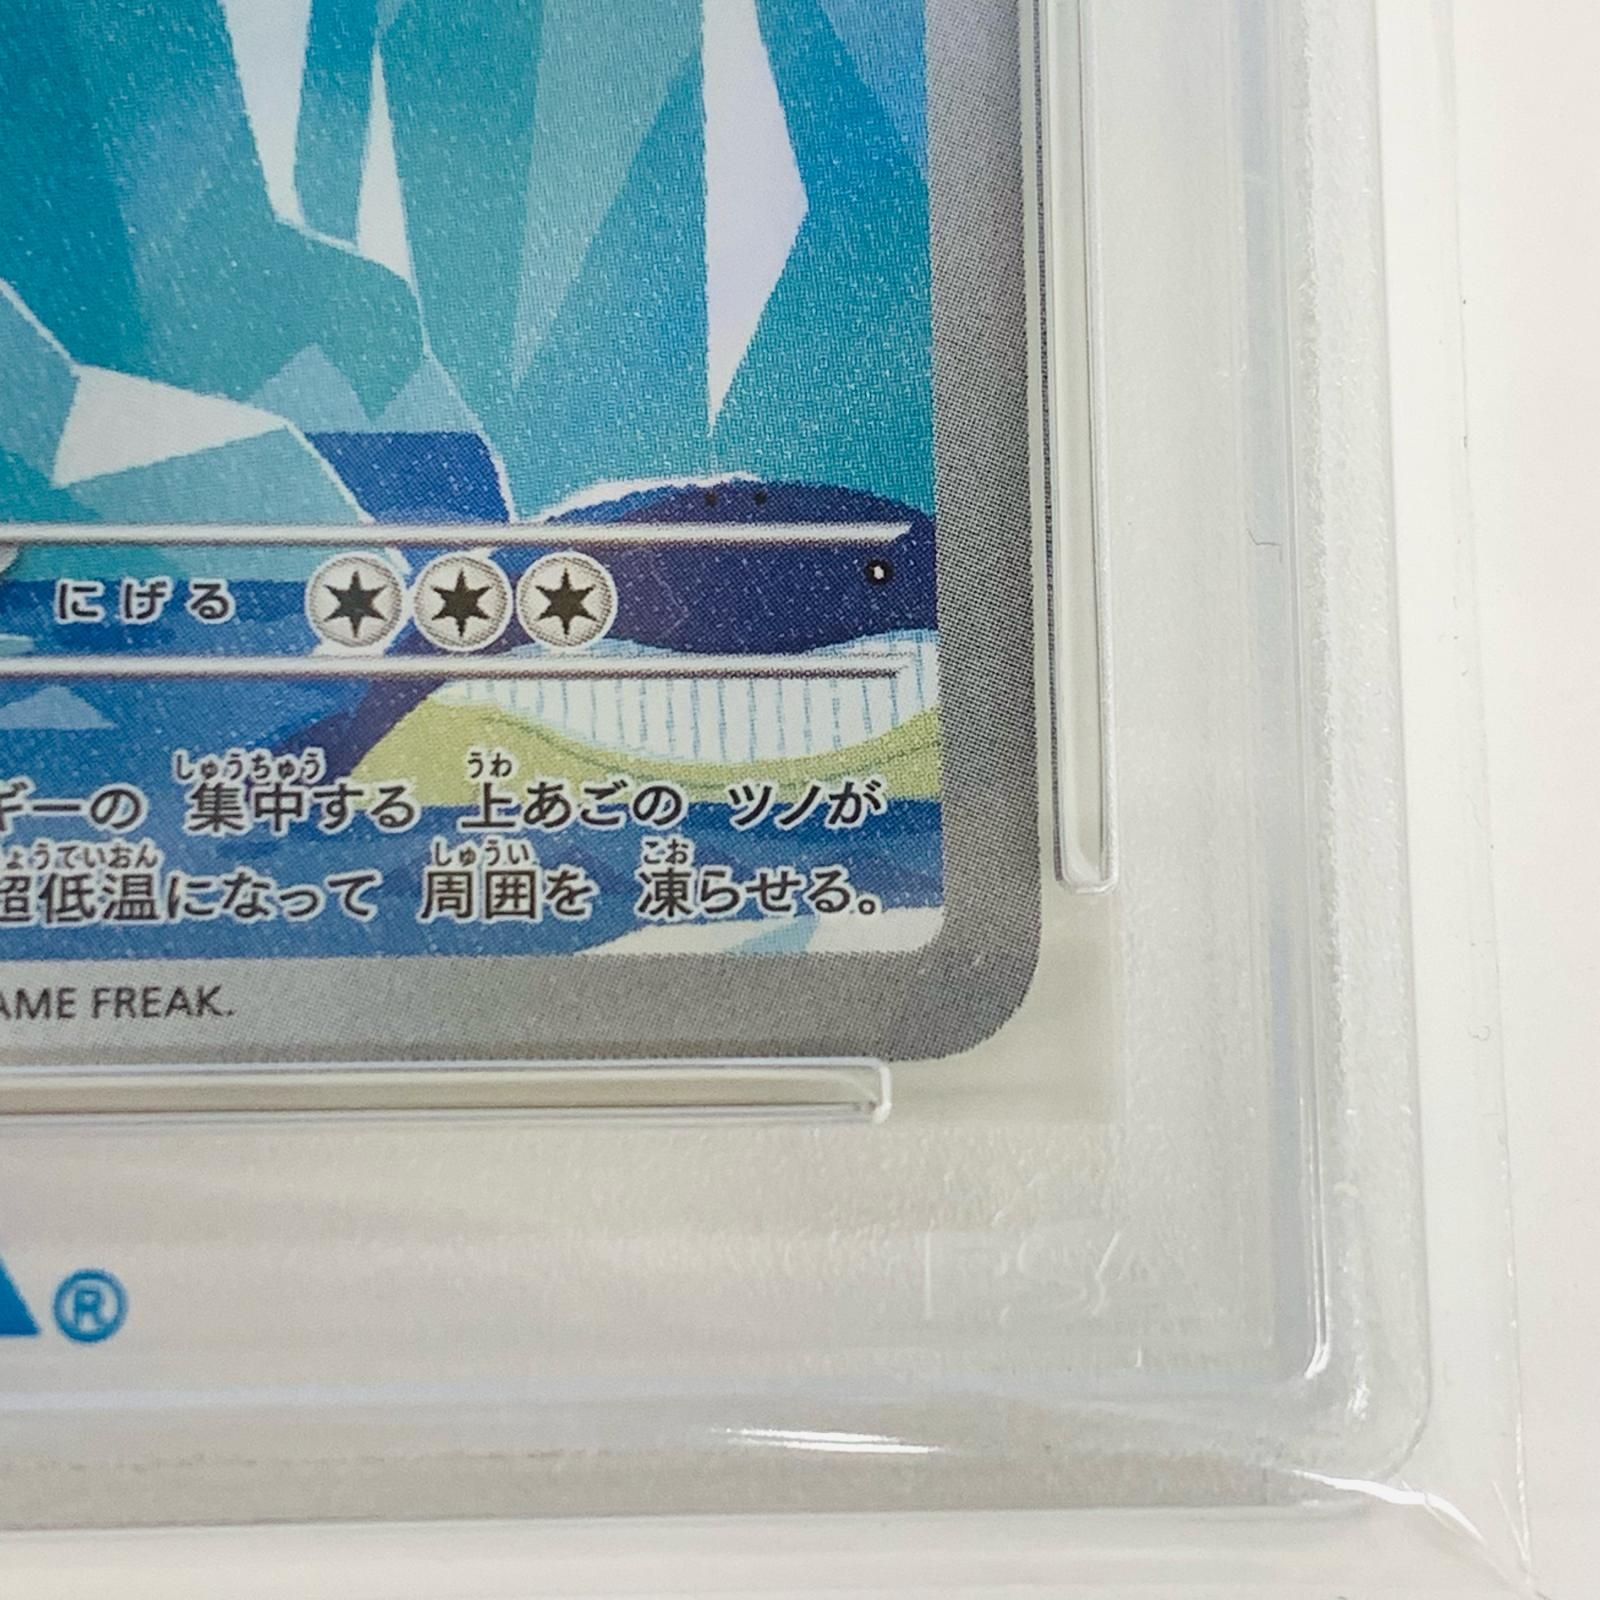 にげる
しゅうちゅう うわ
ギーの 集中する 上あごの ツノが
ょうていおん しゅうい こお
超低温になって 周囲を 凍らせる。
AME FREAK.
®
PSA